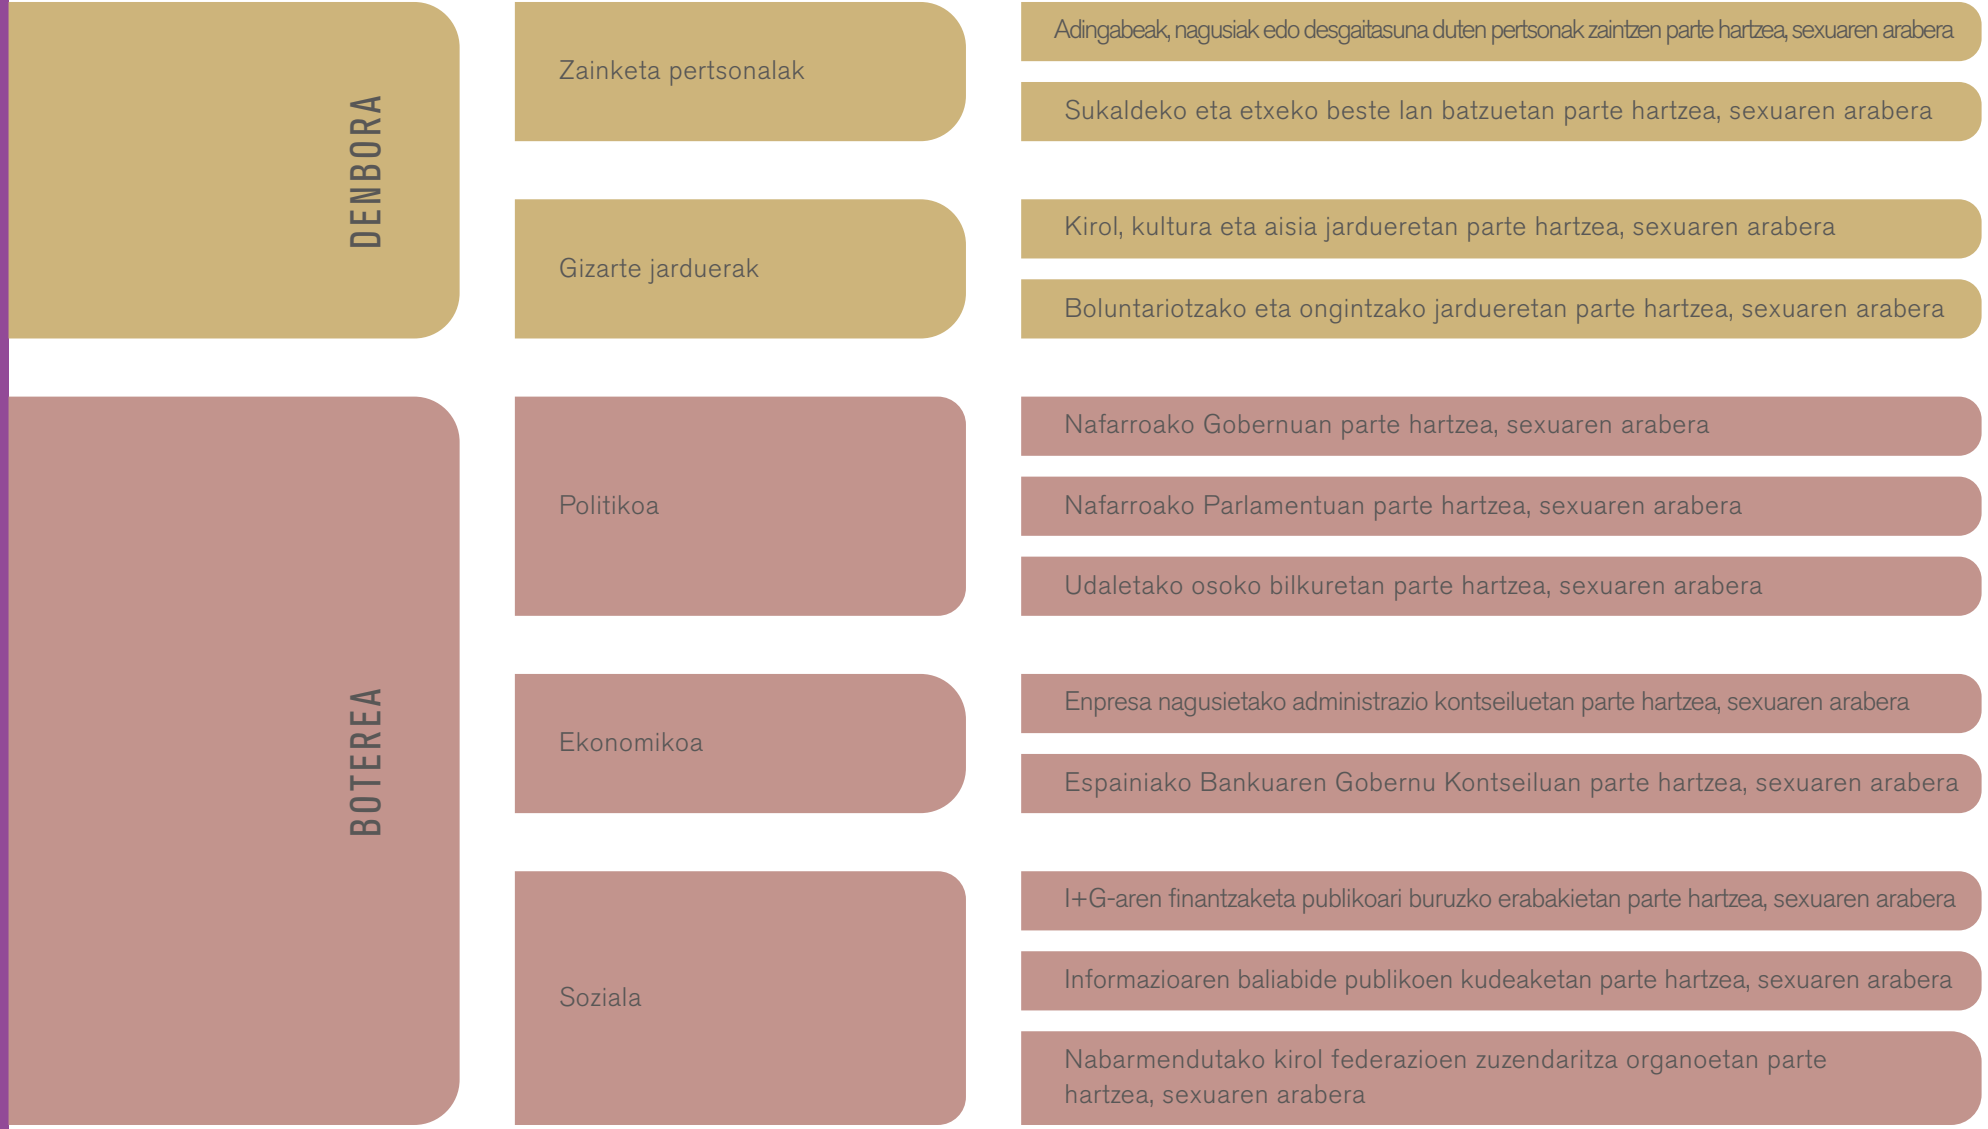 DENBORA
Zainketa pertsonalak
Adingabeak, nagusiak edo desgaitasuna duten pertsonak zaintzen parte hartzea, sexuaren arabera
Sukaldeko eta etxeko beste lan batzuetan parte hartzea, sexuaren arabera
Gizarte jarduerak
Kirol, kultura eta aisia jardueretan parte hartzea, sexuaren arabera
Boluntariotzako eta ongintzako jardueretan parte hartzea, sexuaren arabera
BOTEREA
Politikoa
Nafarroako Gobernuan parte hartzea, sexuaren arabera
Nafarroako Parlamentuan parte hartzea, sexuaren arabera
Udaletako osoko bilkuretan parte hartzea, sexuaren arabera
Ekonomikoa
Enpresa nagusietako administrazio kontseiluetan parte hartzea, sexuaren arabera
Espainiako Bankuaren Gobernu Kontseiluan parte hartzea, sexuaren arabera
Soziala
I+G-aren finantzaketa publikoari buruzko erabakietan parte hartzea, sexuaren arabera
Informazioaren baliabide publikoen kudeaketan parte hartzea, sexuaren arabera
Nabarmendutako kirol federazioen zuzendaritza organoetan parte
hartzea, sexuaren arabera